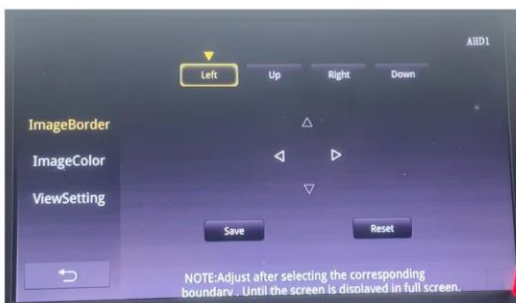 AHD1
Left Up Right Down
ImageBorder
ImageColor
ViewSetting
Save Reset
NOTE:Adjust after selecting the corresponding
boundary . Until the screen is displayed in full screen.